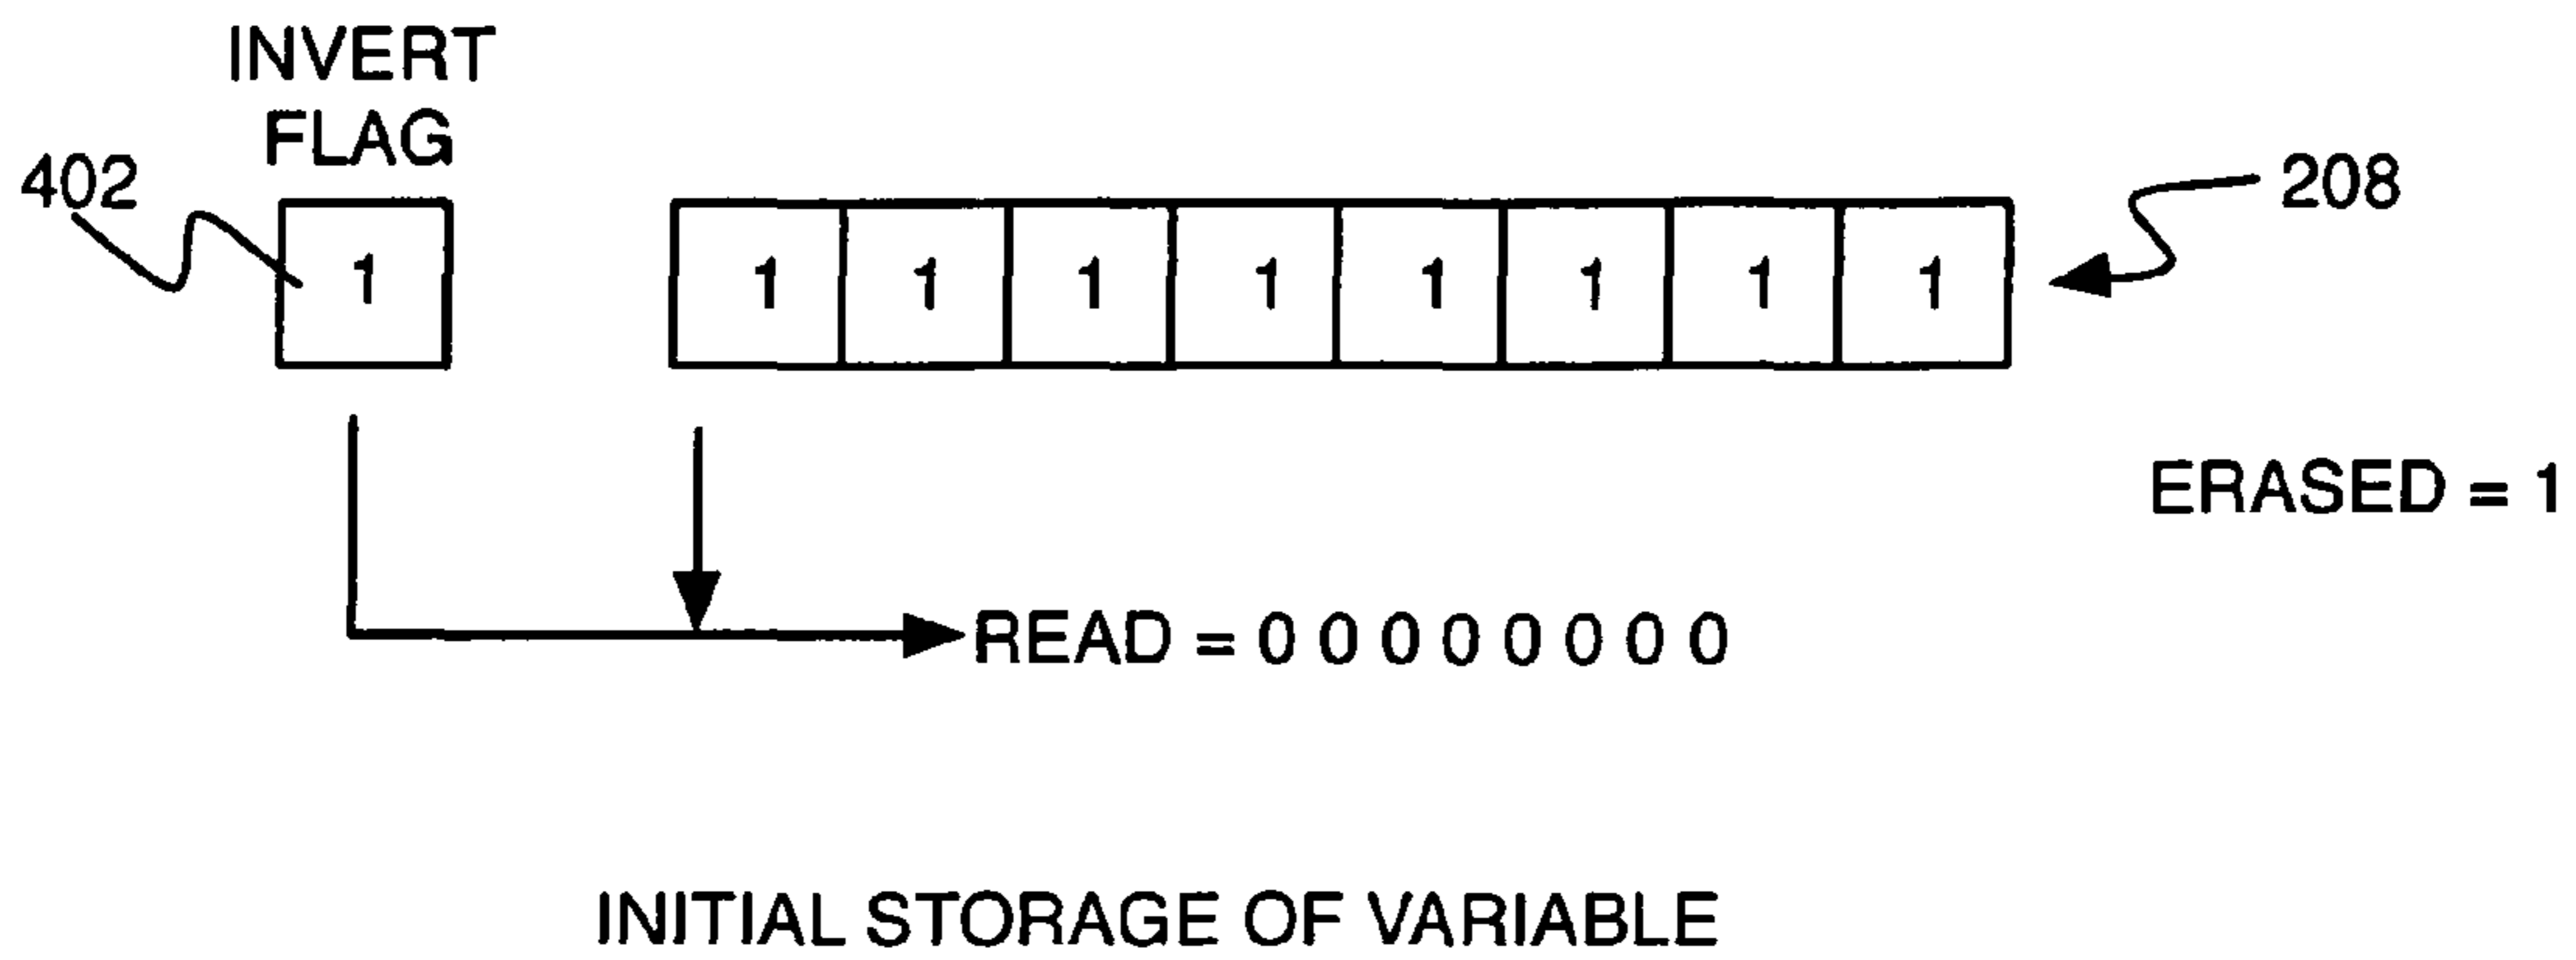 INVERT
FLAG
402
208
1
1 1 1 1 1 1 1 1
ERASED = 1
READ = 0 0 0 0 0 0 0 0
INITIAL STORAGE OF VARIABLE